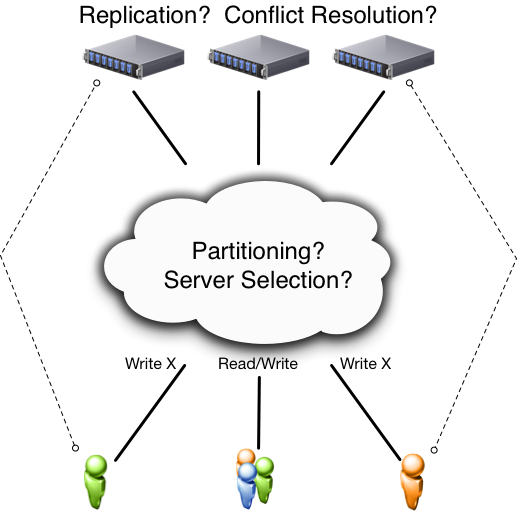 Replication? Conflict Resolution?
Partitioning?
Server Selection?
Write X Read/Write Write X